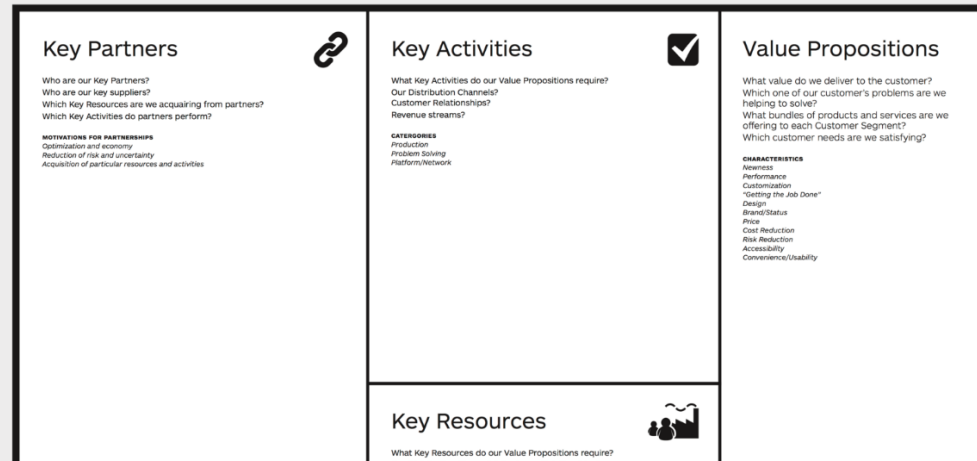 Key Partners
Who are our Key Partners?
Who are our key suppliers?
Which Key Resources are we acquairing from partners?
Which Key Activities do partners perform?
MOTIVATIONS FOR PARTNERSHIPS
Optimization and economy
Reduction of risk and uncertainty
Acquisition of particular resources and activities
Key Activities
What Key Activities do our Value Propositions require?
Our Distribution Channels?
Customer Relationships?
Revenue streams?
CATERGORIES
Production
Problem Solving
Platform/Network
Key Resources
What Key Resources do our Value Propositions require?
Value Propositions
What value do we deliver to the customer?
Which one of our customer's problems are we
helping to solve?
What bundles of products and services are we
offering to each Customer Segment?
Which customer needs are we satisfying?
CHARACTERISTICS
Newness
Performance
Customization
"Getting the Job Done"
Design
Brand/Status
Price
Cost Reduction
Risk Reduction
Accessibility
Convenience/Usability